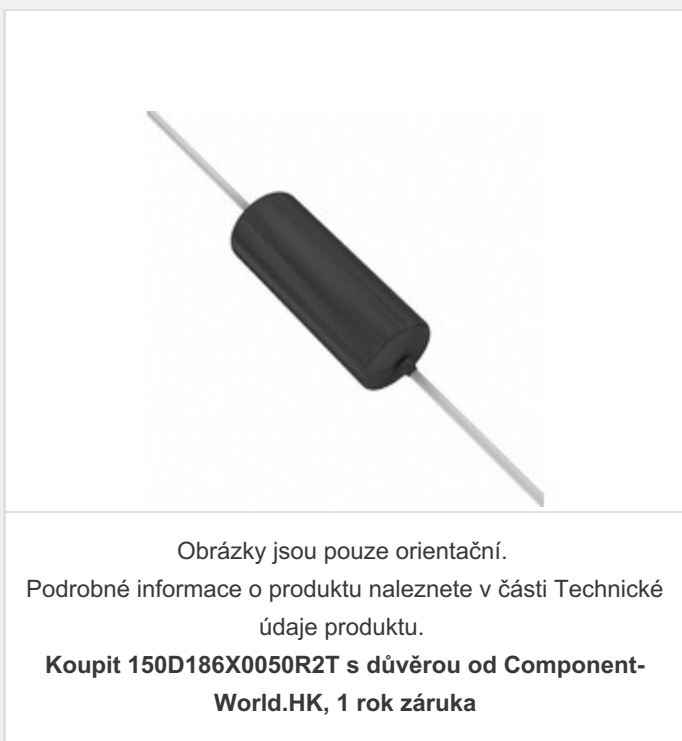 Obrázky jsou pouze orientační.
Podrobné informace o produktu naleznete v části Technické
údaje produktu.
Koupit 150D186X0050R2T s důvěrou od Component-
World.HK, 1 rok záruka